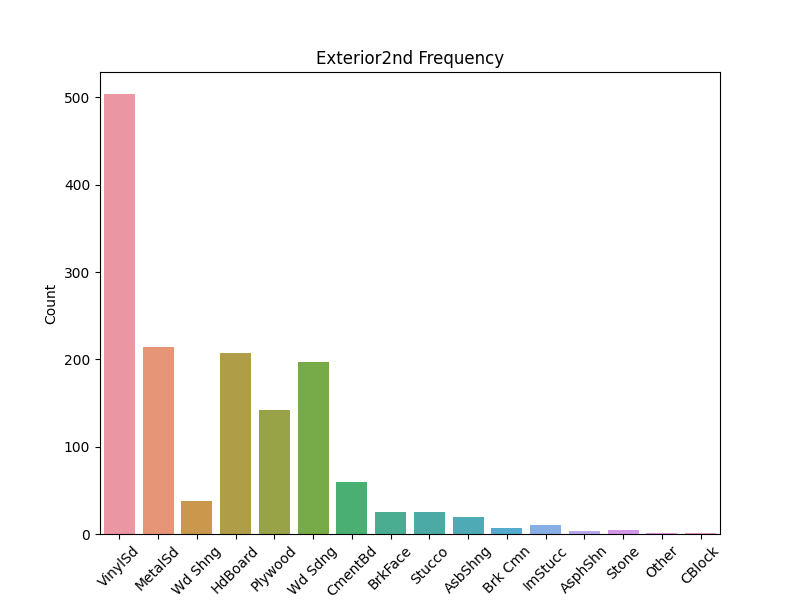 Exterior2nd Frequency
Count
500
400
300
200
100
0
VinylSd
MetalSd
Wd Shng
HdBoard
Plywood
Wd Sdng
CmentBd
BrkFace
Stucco
AsbShng
Brk Cmn
ImStucc
AsphShn
Stone
Other
CBlock